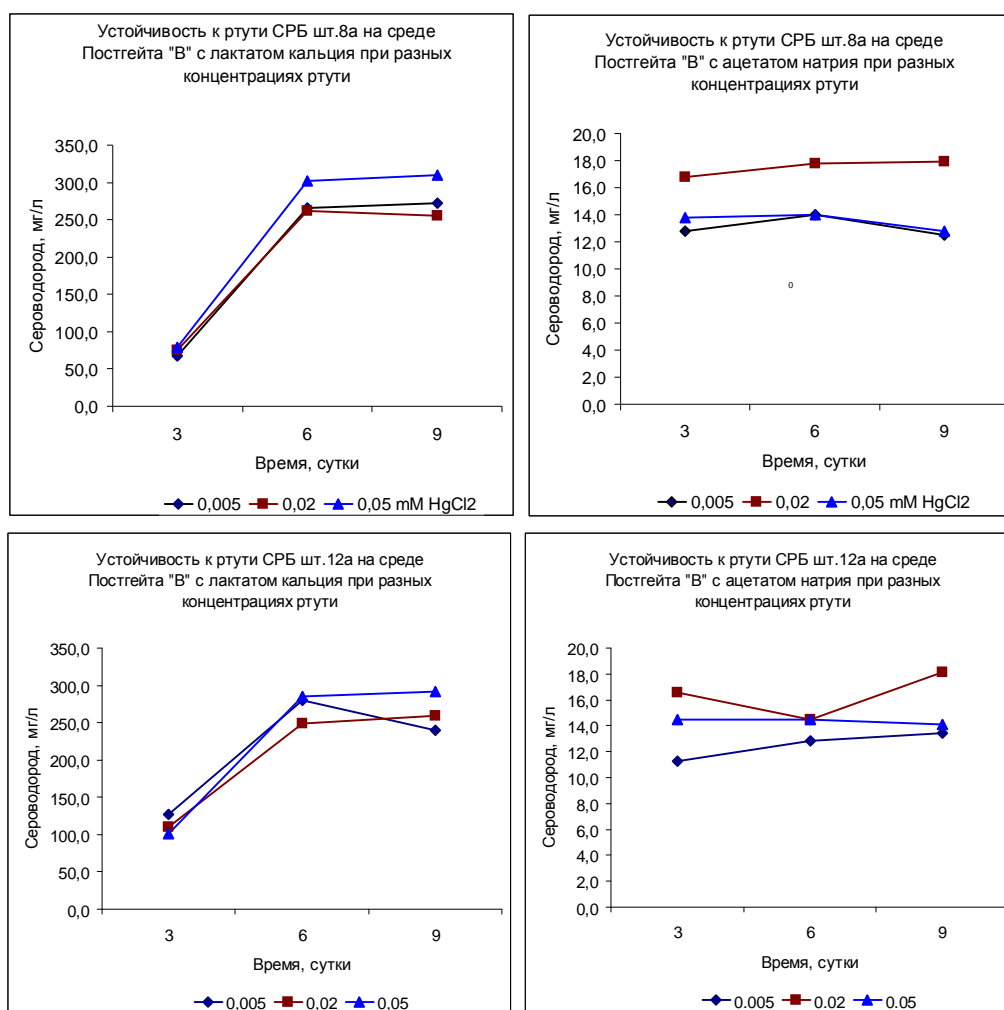 Устойчивость к ртути СРБ шт.8а на среде
Постгейта "В" с лактатом кальция при разных
концентрациях ртути
350,0
300,0
250,0
200,0
150,0
100,0
50,0
0,0
Сероводород, мг/л
3 6 9
Время, сутки
0,005 0,02 0,05 mM HgCl2
Устойчивость к ртути СРБ шт.8а на среде
Постгейта "В" с ацетатом натрия при разных
концентрациях ртути
20,0
18,0
16,0
14,0
12,0
10,0
8,0
6,0
4,0
2,0
0,0
Сероводород, мг/л
0
3 6 9
Время, сутки
0,005 0,02 0,05 mM HgCl2
Устойчивость к ртути СРБ шт.12а на среде
Постгейта "В" с лактатом кальция при разных
концентрациях ртути
350,0
300,0
250,0
200,0
150,0
100,0
50,0
0,0
Сероводород, мг/л
3 6 9
Время, сутки
0,005 0,02 0,05
Устойчивость к ртути СРБ шт.12а на среде
Постгейта "В" с ацетатом натрия при разных
концентрациях ртути
20,0
18,0
16,0
14,0
12,0
10,0
8,0
6,0
4,0
2,0
0,0
Сероводород, мг/л
3 6 9
Время, сутки
0.005 0.02 0.05